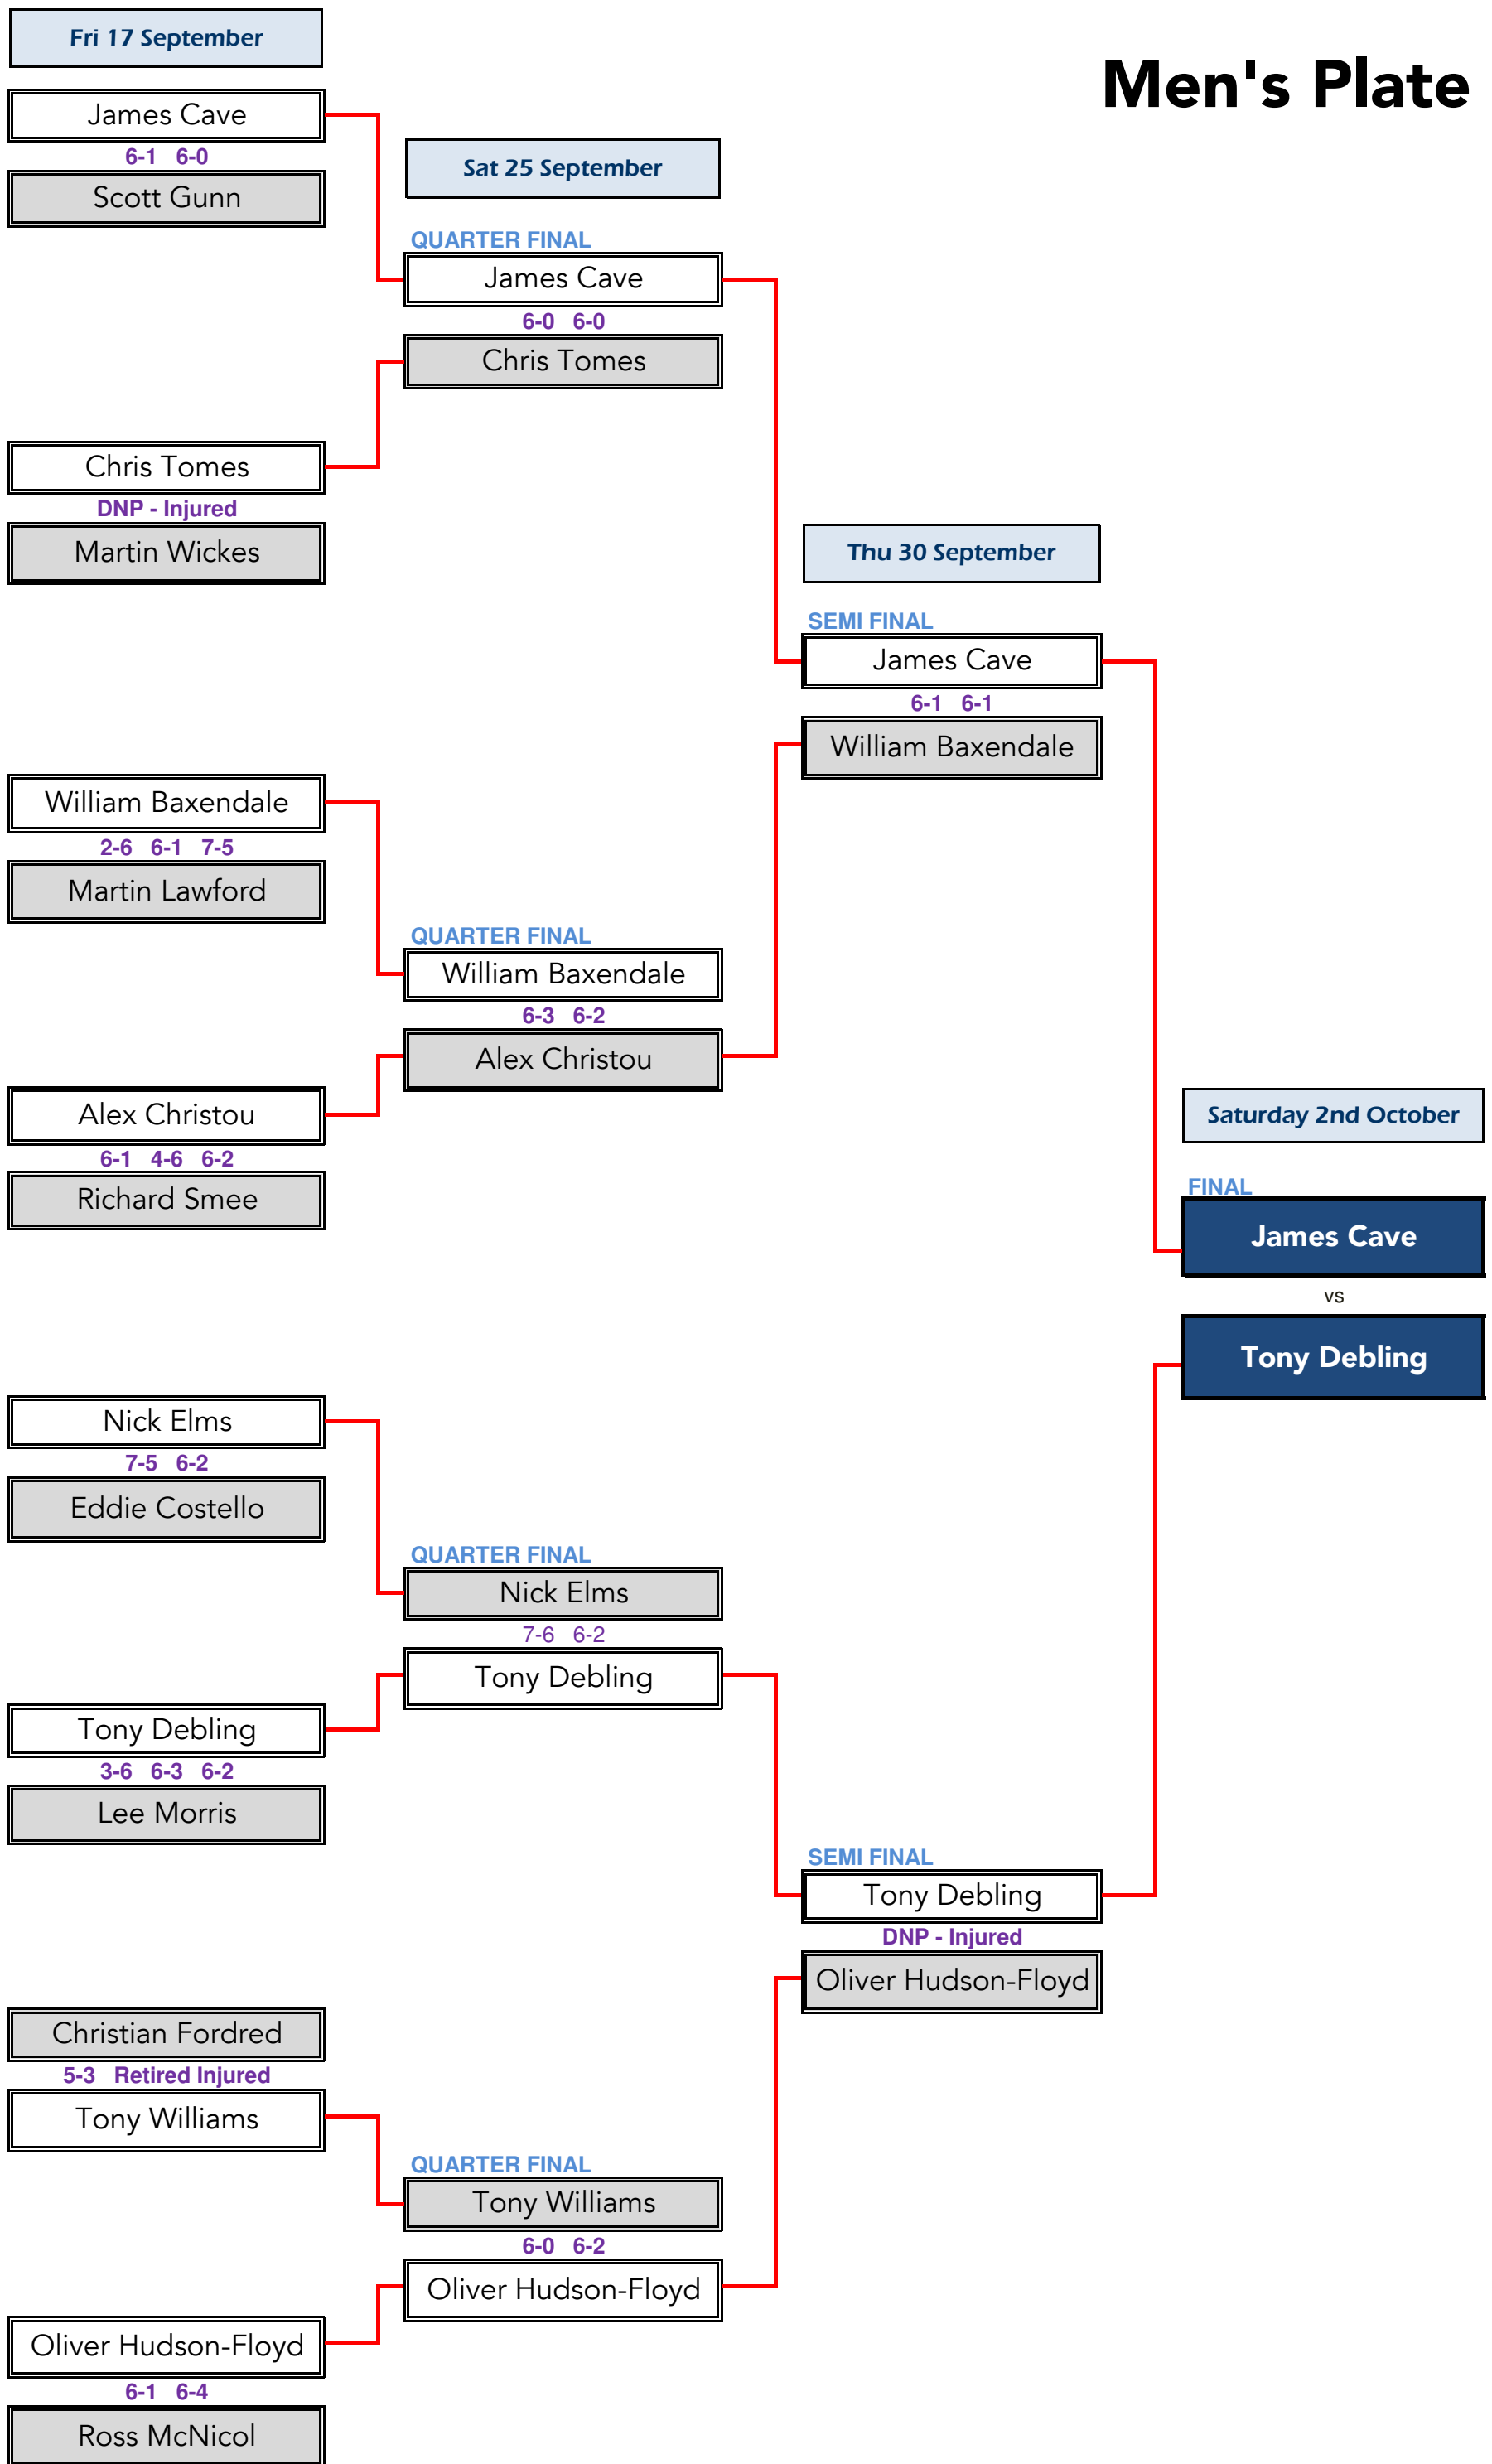 Men's Plate
Fri 17 September
James Cave
6-1 6-0
Scott Gunn
Chris Tomes
DNP - Injured
Martin Wickes
William Baxendale
2-6 6-1 7-5
Martin Lawford
Alex Christou
6-1 4-6 6-2
Richard Smee
Nick Elms
7-5 6-2
Eddie Costello
Tony Debling
3-6 6-3 6-2
Lee Morris
Christian Fordred
5-3 Retired Injured
Tony Williams
Oliver Hudson-Floyd
6-1 6-4
Ross McNicol
Sat 25 September
QUARTER FINAL
James Cave
6-0 6-0
Chris Tomes
QUARTER FINAL
William Baxendale
6-3 6-2
Alex Christou
QUARTER FINAL
Nick Elms
7-6 6-2
Tony Debling
QUARTER FINAL
Tony Williams
6-0 6-2
Oliver Hudson-Floyd
Thu 30 September
SEMI FINAL
James Cave
6-1 6-1
William Baxendale
SEMI FINAL
Tony Debling
DNP - Injured
Oliver Hudson-Floyd
Saturday 2nd October
FINAL
James Cave
vs
Tony Debling